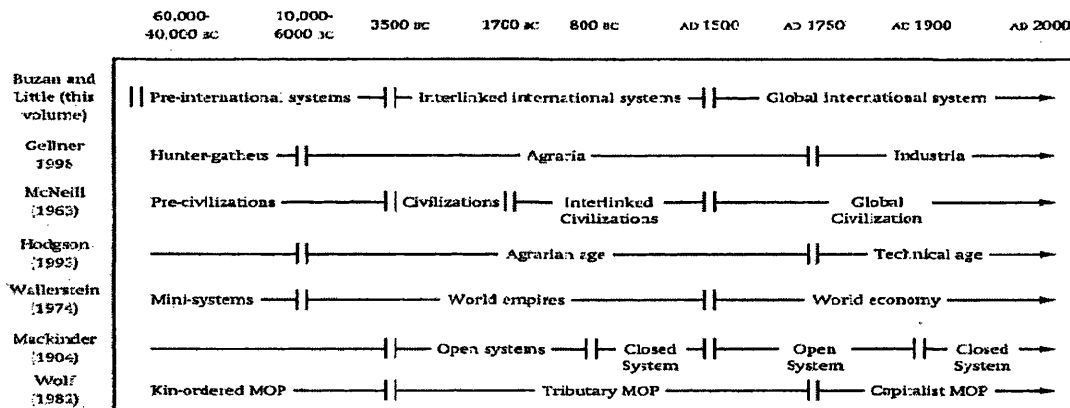 60,000- 10,000- 3500 BC 1700 BC 800 BC AD 1500 AD 1750 AD 1900 AD 2000
40,000 BC 6000 BC
Buzan and
Little (this Pre-international systems Interlinked international systems Global international system
volume)
Gellner
1998 Hunter-gathers Agraria Industria
McNeill
(1963) Pre-civilizations Civilizations Interlinked Global
Civilizations Civilization
Hodgson
(1993) Agrarian age Technical age
Wallerstein
(1974) Mini-systems World empires World economy
Mackinder
(1904) Open systems Closed Open Closed
System System System
Wolf
(1982) Kin-ordered MOP Tributary MOP Capitalist MOP